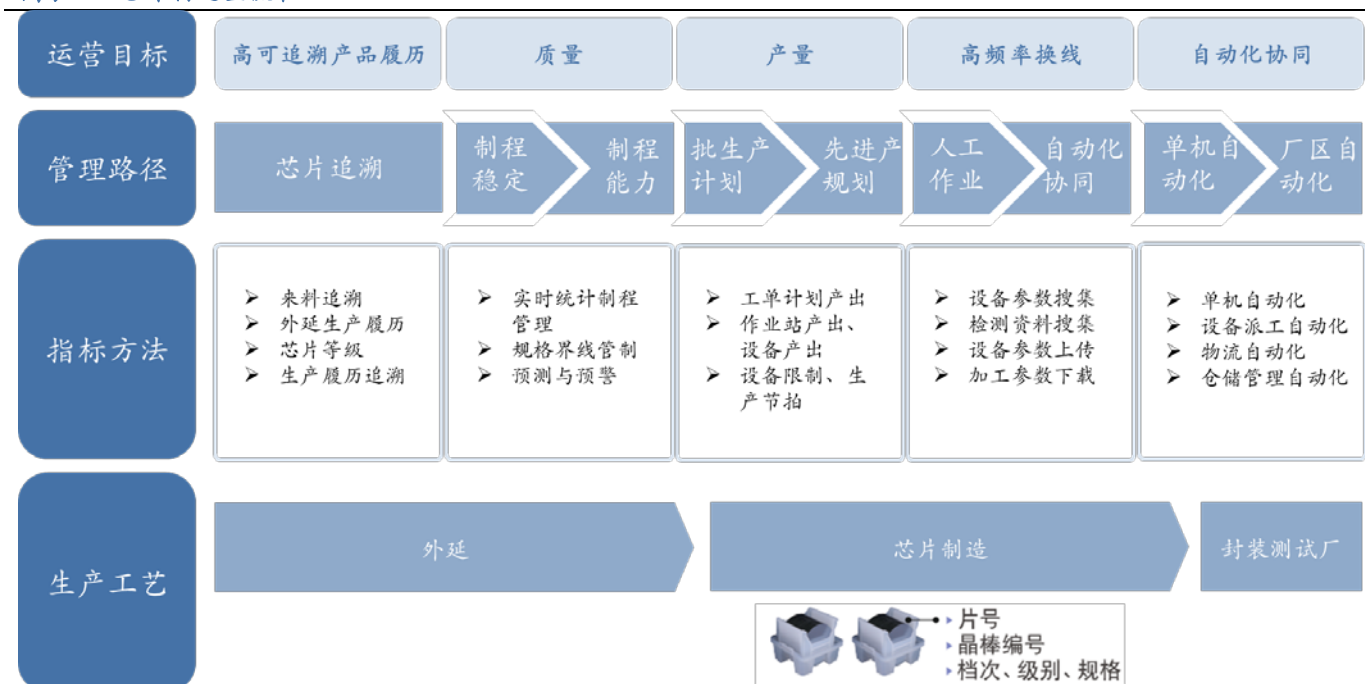 运营目标
高可追溯产品履历
质量
产量
高频率换线
自动化协同
管理路径
芯片追溯
制程
稳定
制程
能力
批生产
计划
先进产
规划
人工
作业
自动化
协同
单机自
动化
厂区自
动化
指标方法
➢ 来料追溯
➢ 外延生产履历
➢ 芯片等级
➢ 生产履历追溯
➢ 实时统计制程
管理
➢ 规格界线管制
➢ 预测与预警
➢ 工单计划产出
➢ 作业站产出、
设备产出
➢ 设备限制、生
产节拍
➢ 设备参数搜集
➢ 检测资料搜集
➢ 设备参数上传
➢ 加工参数下载
➢ 单机自动化
➢ 设备派工自动化
➢ 物流自动化
➢ 仓储管理自动化
生产工艺
外延
芯片制造
封装测试厂
片号
晶棒编号
档次、级别、规格